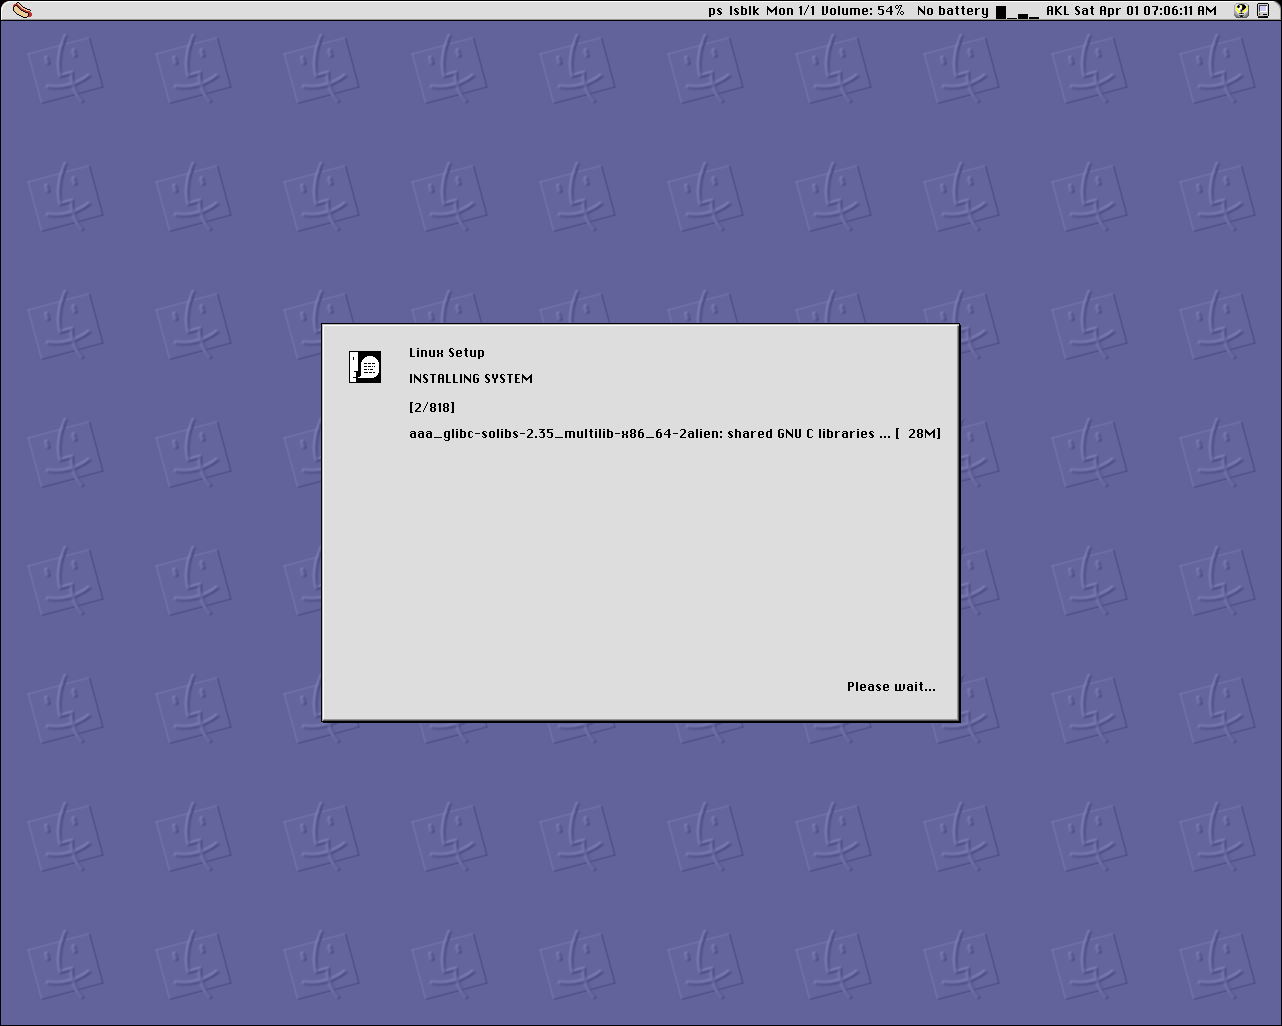 ps lsblk Mon 1/1 Volume: 54% No battery AKL Sat Apr 01 07:06:11 AM
Linux Setup
INSTALLING SYSTEM
[2/818]
aaa_glibc-solibs-2.35_multilib-x86_64-2alien: shared GNU C libraries ... [  28M]
Please wait...